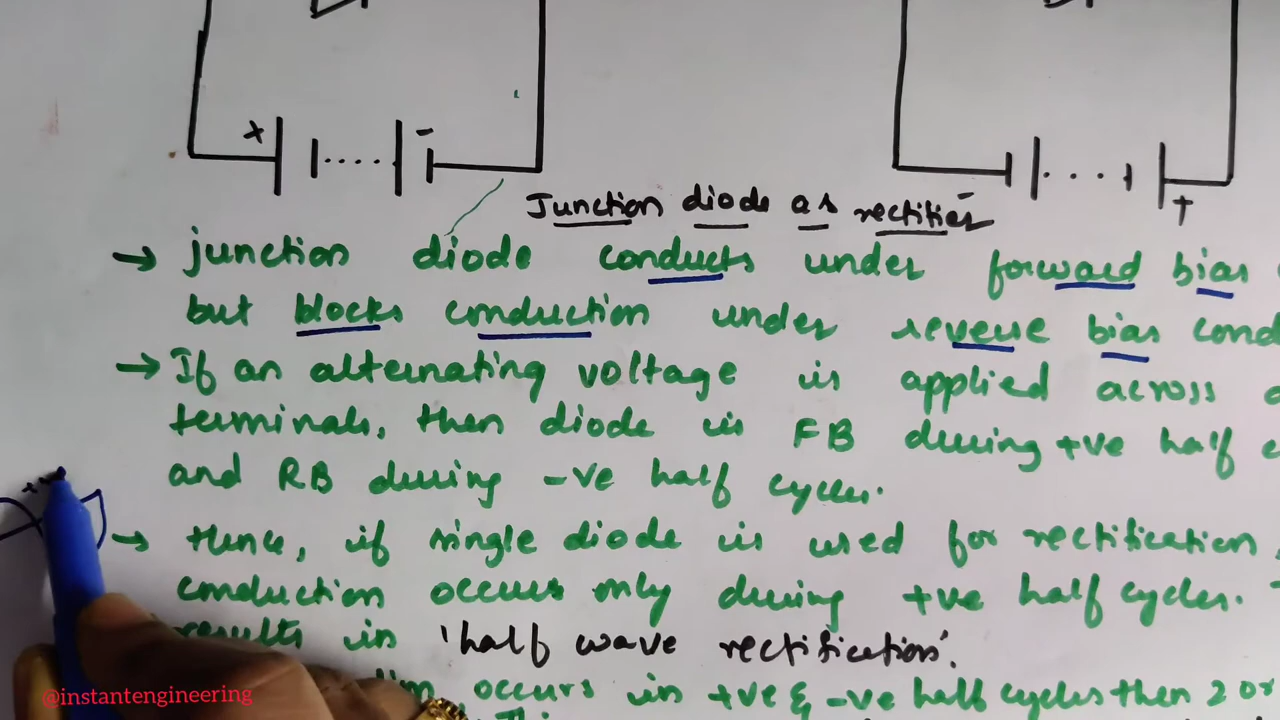 + -
+
Junction diode as rectifier
→ junction diode conducts under forward bias
but blocks conduction under reverse bias cond
→ If an alternating voltage is applied across
terminals, then diode is FB during +ve half
and RB during -ve half cycles.
→ Hence, if single diode is used for rectification,
conduction occurs only during +ve half cycles.
results in 'half wave rectification'.
occurs in +ve & -ve half cycles then 2 or
@instantengineering